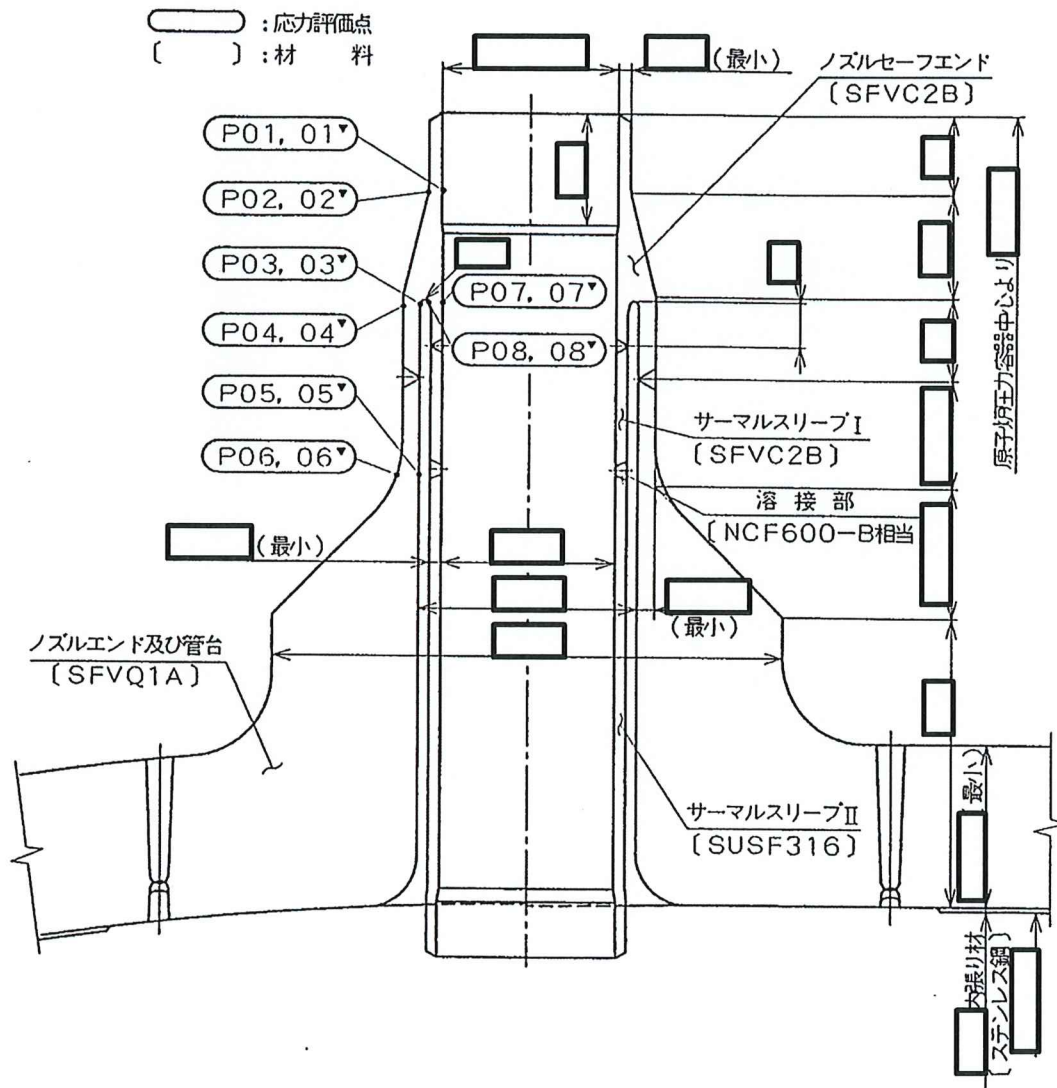 ：応力評価点
〔　　〕：材　料
(最小)
ノズルセーフエンド
〔SFVC2B〕
P01, 01'
P02, 02'
P03, 03'
P04, 04'
P05, 05'
P06, 06'
P07, 07'
P08, 08'
原子炉圧力容器中心より
サーマルスリーブⅠ
〔SFVC2B〕
溶接部
〔NCF600-B相当
(最小)
(最小)
ノズルエンド及び管台
〔SFVQ1A〕
(最小)
サーマルスリーブⅡ
〔SUSF316〕
内張り材
〔ステンレス鋼〕